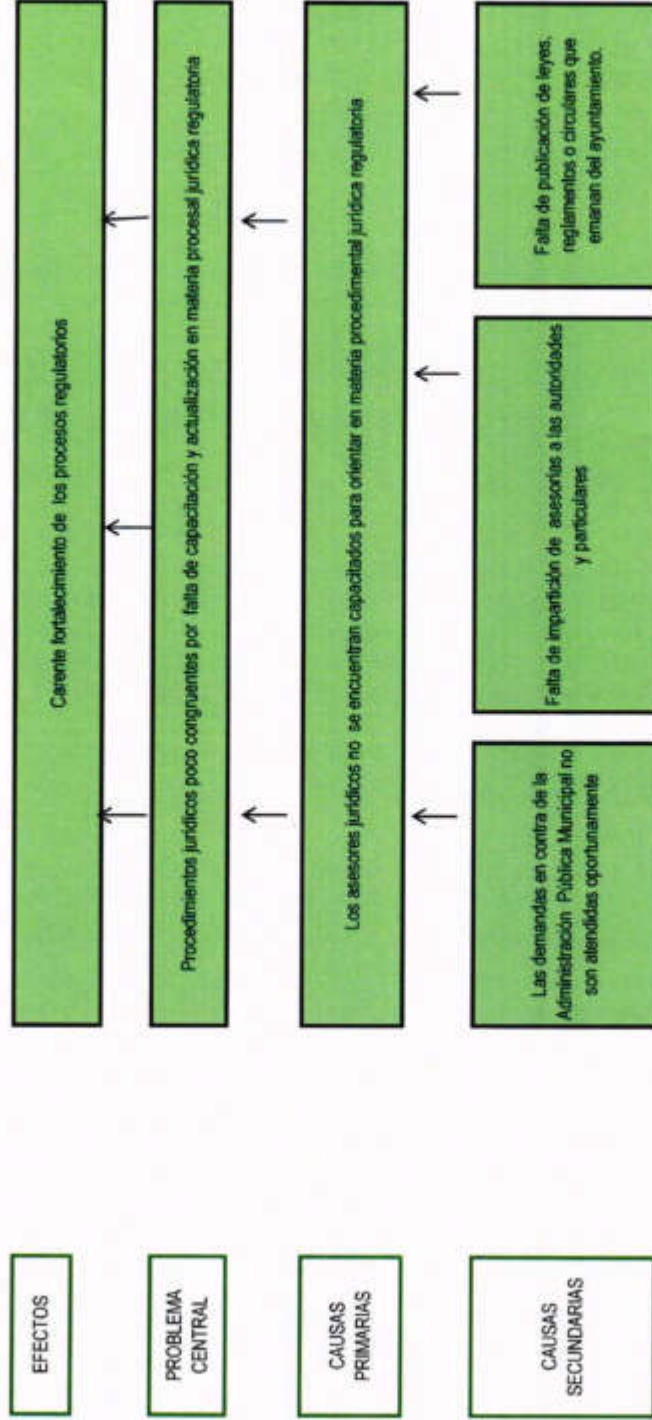 EFECTOS
Carente fortalecimiento de los procesos regulatorios
PROBLEMA
CENTRAL
Procedimientos jurídicos poco congruentes por falta de capacitación y actualización en materia procesal jurídica regulatoria
CAUSAS
PRIMARIAS
Los asesores jurídicos no se encuentran capacitados para orientar en materia procedimental jurídica regulatoria
CAUSAS
SECUNDARIAS
Las demandas en contra de la
Administración Pública Municipal no
son atendidas oportunamente
Falta de impartición de asesorías a las autoridades
y particulares
Falta de publicación de leyes,
reglamentos o circulares que
emanan del ayuntamiento.